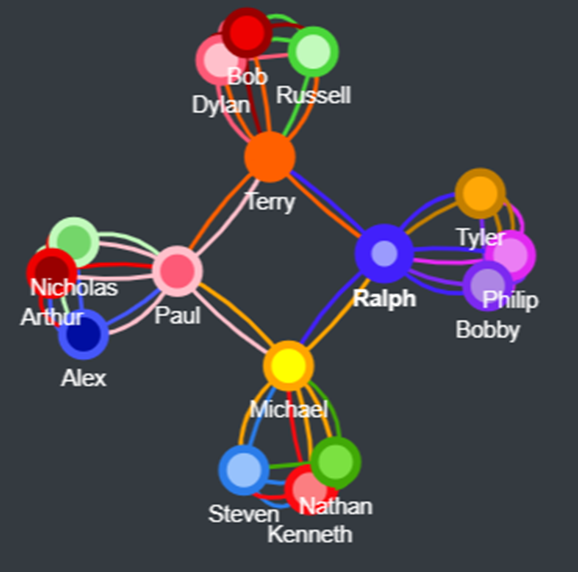 Bob
Dylan
Russell
Terry
Tyler
Nicholas
Philip
Ralph
Arthur
Paul
Bobby
Alex
Michael
Nathan
Steven
Kenneth